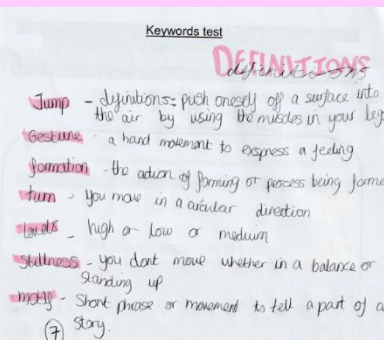 Keywords test
DEFINITIONS
definitions
Jump - dyinitions = push oneself off a surface into
the air by using the muscles in your legs
Gesture - a hand movement to express a feeling
formation - the action of forming or process being forme
turn - you move in a circular direction
levels - high or low or medium
Stillness - you dont move whether in a balance or
standing up
motif - Short phrase or movement to tell a part of a
7 story.